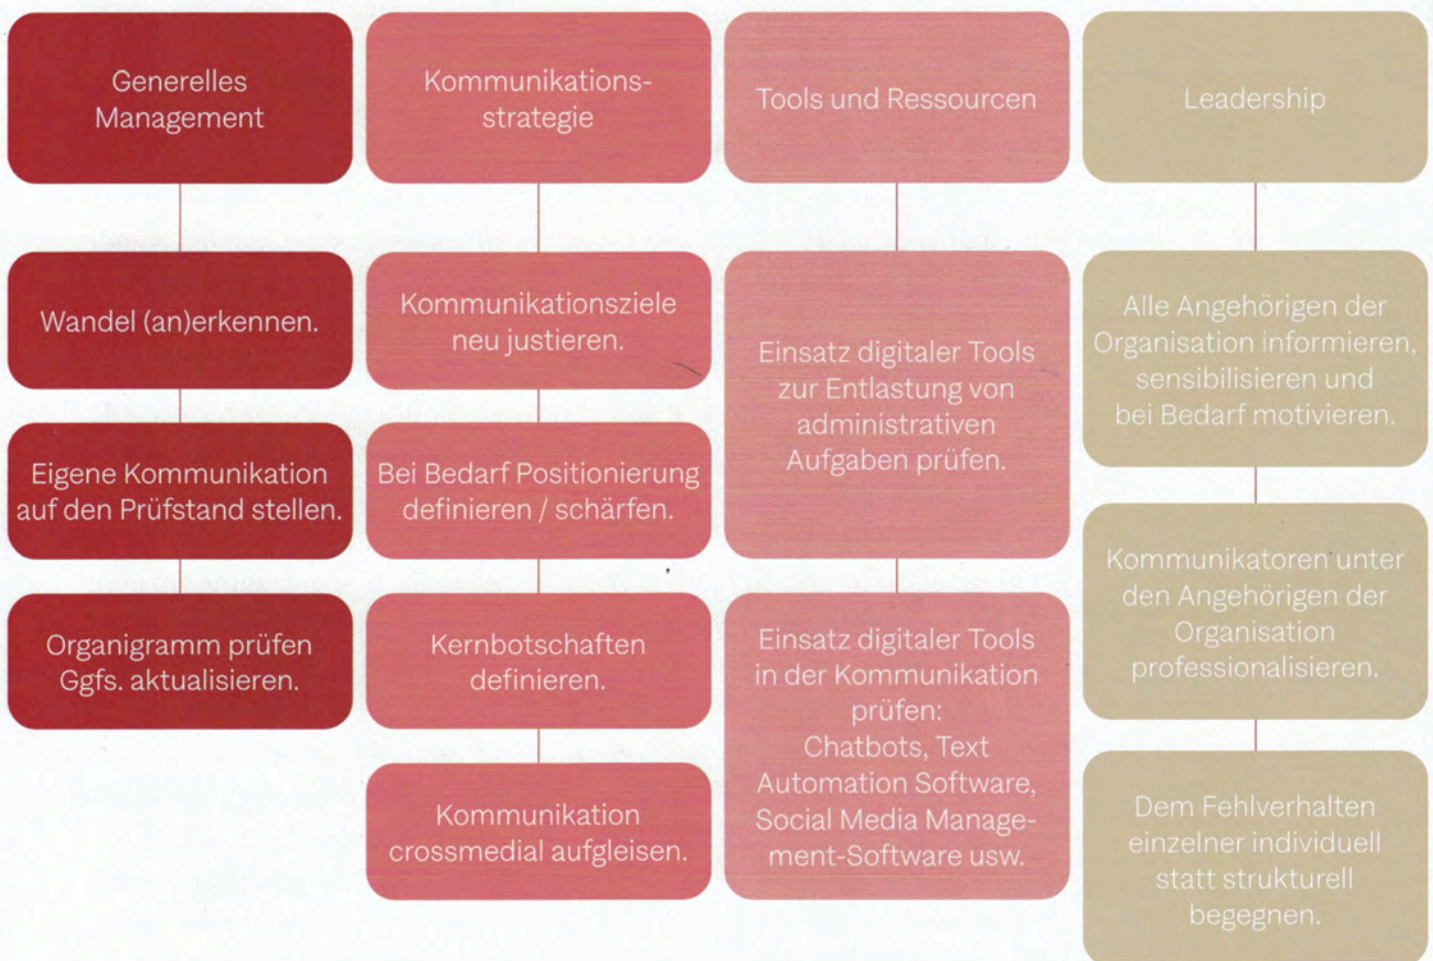 Generelles
Management
Wandel (an)erkennen.
Eigene Kommunikation
auf den Prüfstand stellen.
Organigramm prüfen
Ggfs. aktualisieren.
Kommunikations-
strategie
Kommunikationsziele
neu justieren.
Bei Bedarf Positionierung
definieren / schärfen.
Kernbotschaften
definieren.
Kommunikation
crossmedial aufgleisen.
Tools und Ressourcen
Einsatz digitaler Tools
zur Entlastung von
administrativen
Aufgaben prüfen.
Einsatz digitaler Tools
in der Kommunikation
prüfen:
Chatbots, Text
Automation Software,
Social Media Manage-
ment-Software usw.
Leadership
Alle Angehörigen der
Organisation informieren,
sensibilisieren und
bei Bedarf motivieren.
Kommunikatoren unter
den Angehörigen der
Organisation
professionalisieren.
Dem Fehlverhalten
einzelner individuell
statt strukturell
begegnen.